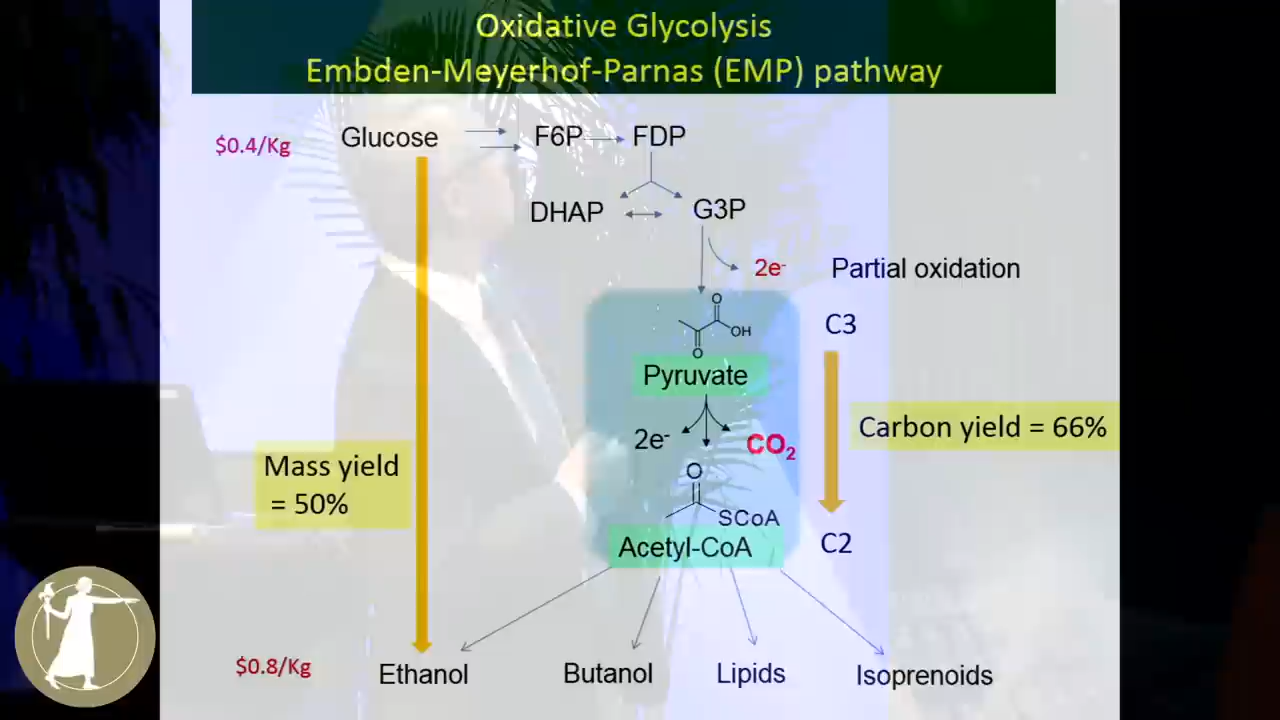 Oxidative Glycolysis
Embden-Meyerhof-Parnas (EMP) pathway
$0.4/Kg
Glucose
F6P
FDP
DHAP
G3P
2e-
Partial oxidation
O
OH
O
C3
Pyruvate
2e-
CO2
Carbon yield = 66%
Mass yield
= 50%
O
SCoA
Acetyl-CoA
C2
$0.8/Kg
Ethanol
Butanol
Lipids
Isoprenoids